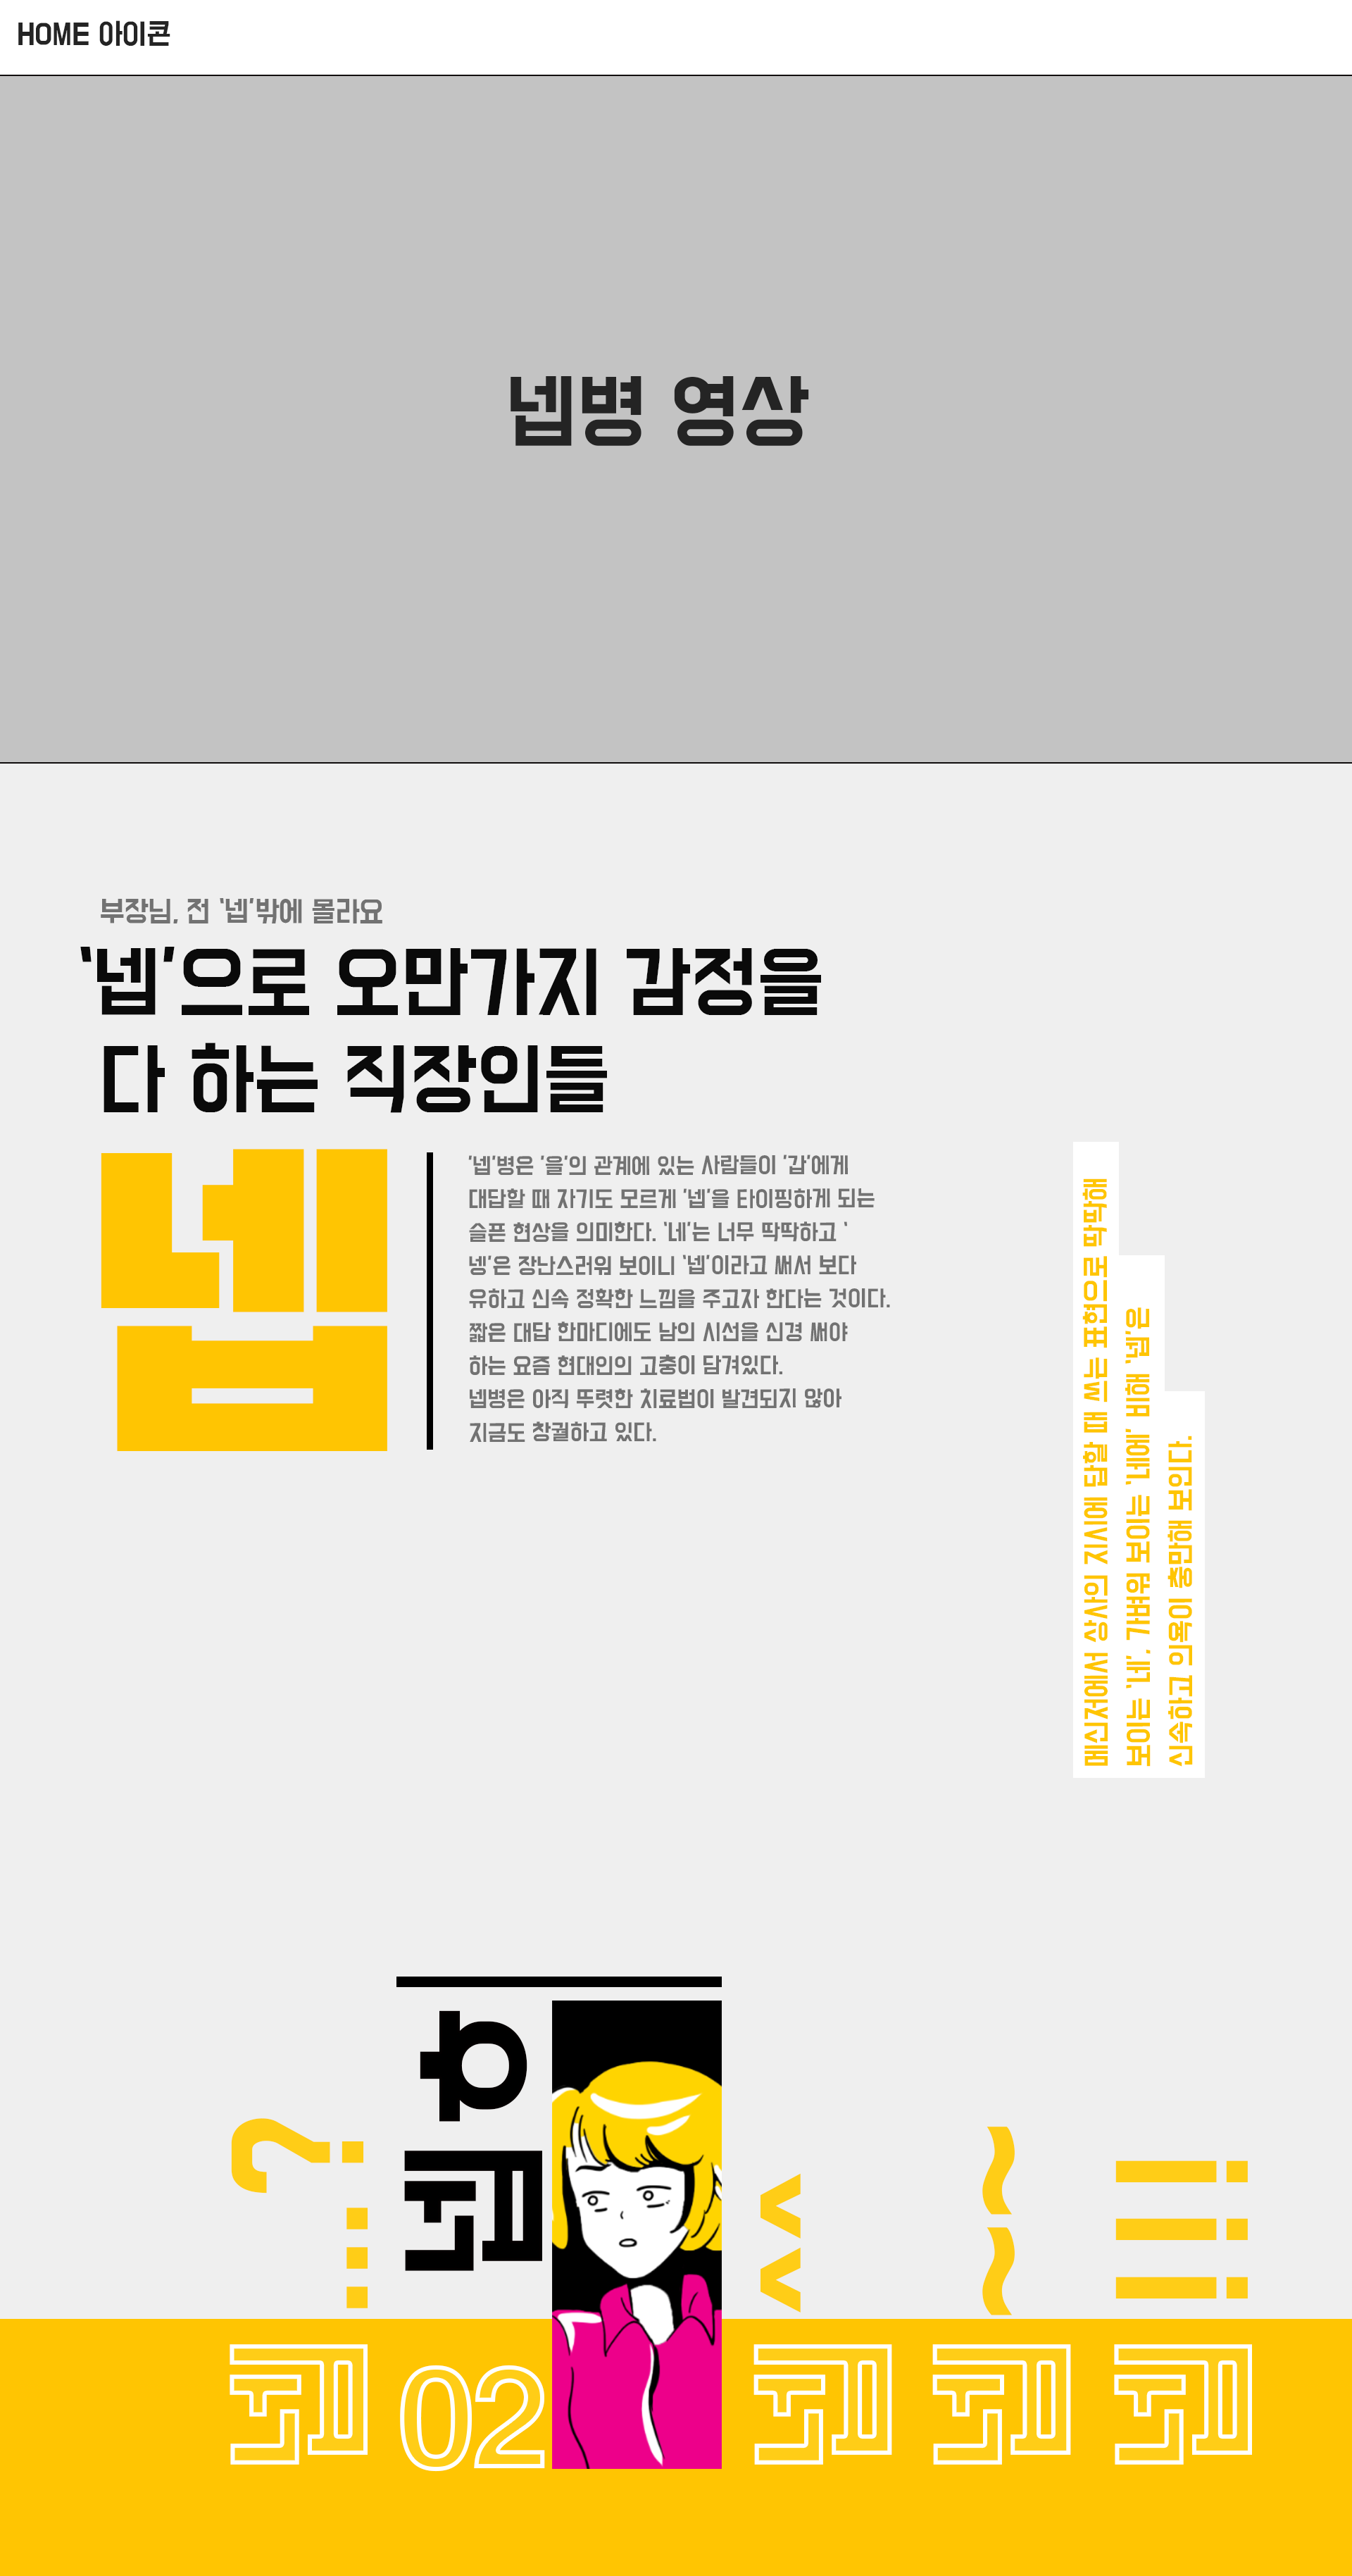 HOME 아이콘
넵병 영상
부장님, 전 '넵'밖에 몰라요
'넵'으로 오만가지 감정을
다 하는 직장인들
넵
'넵'병은 '을'의 관계에 있는 사람들이 '갑'에게
대답할 때 자기도 모르게 '넵'을 타이핑하게 되는
슬픈 현상을 의미한다. '네'는 너무 딱딱하고 '
넹'은 장난스러워 보이니 '넵'이라고 써서 보다
유하고 신속 정확한 느낌을 주고자 한다는 것이다.
짧은 대답 한마디에도 남의 시선을 신경 써야
하는 요즘 현대인의 고충이 담겨있다.
넵병은 아직 뚜렷한 치료법이 발견되지 않아
지금도 창궐하고 있다.
메신저에서 상사인 지시에 답할 때 쓰는 표현으로 딱딱해
보이는 '네', 가벼워 보이는 '네에' 비해 '넵'은
신속하고 의욕이 충만해 보인다.
넵...?
넵 후
02
넵^^
넵~~
넵!!!